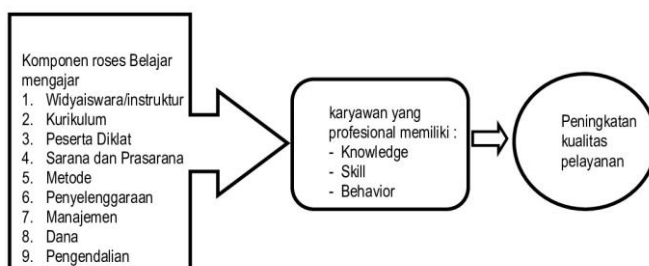 Komponen roses Belajar
mengajar
1. Widyaiswara/instruktur
2. Kurikulum
3. Peserta Diklat
4. Sarana dan Prasarana
5. Metode
6. Penyelenggaraan
7. Manajemen
8. Dana
9. Pengendalian
karyawan yang
profesional memiliki :
- Knowledge
- Skill
- Behavior
Peningkatan
kualitas
pelayanan